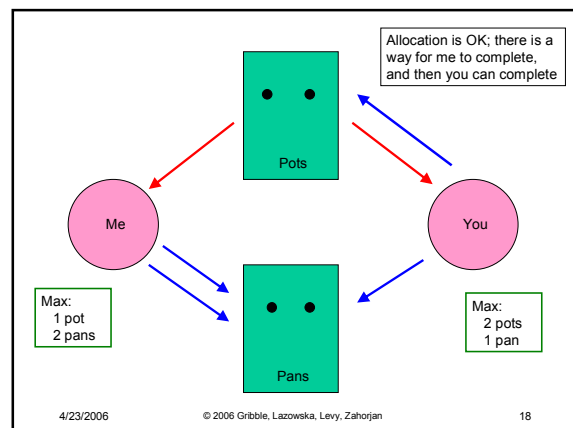 Allocation is OK; there is a
way for me to complete,
and then you can complete
Pots
Me
You
Max:
1 pot
2 pans
Max:
2 pots
1 pan
Pans
4/23/2006
© 2006 Gribble, Lazowska, Levy, Zahorjan
18